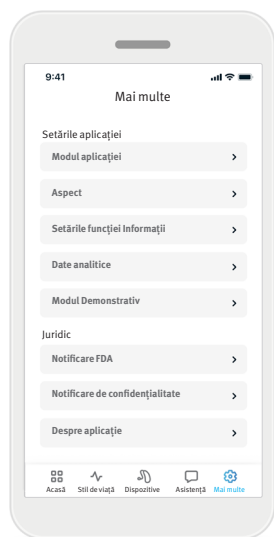 9:41
Mai multe
Setările aplicației
Modul aplicației
Aspect
Setările funcției Informații
Date analitice
Modul Demonstrativ
Juridic
Notificare FDA
Notificare de confidențialitate
Despre aplicație
Acasă Stil de viață Dispozitive Asistență Mai multe